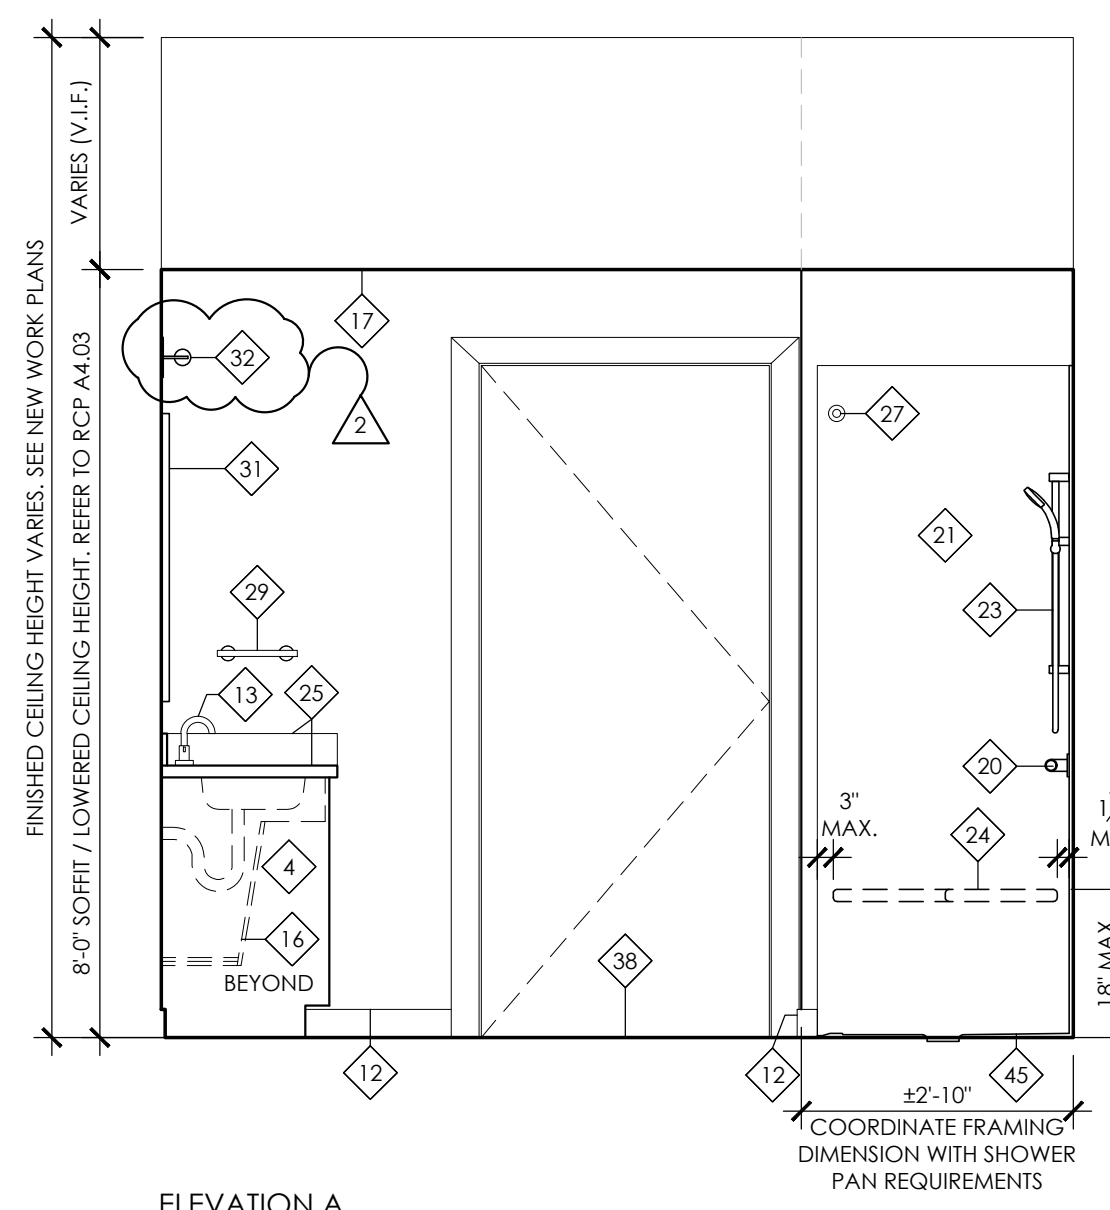 VARIES (V.I.F.)
FINISHED CEILING HEIGHT VARIES. SEE NEW WORK PLANS
8'-0" SOFFIT / LOWERED CEILING HEIGHT. REFER TO RCP A4.03
17
32
2
27
31
21
29
23
13
25
20
3"
MAX.
24
4
16
BEYOND
38
18" MAX
12
12
45
±2'-10"
COORDINATE FRAMING
DIMENSION WITH SHOWER
PAN REQUIREMENTS
ELEVATION A